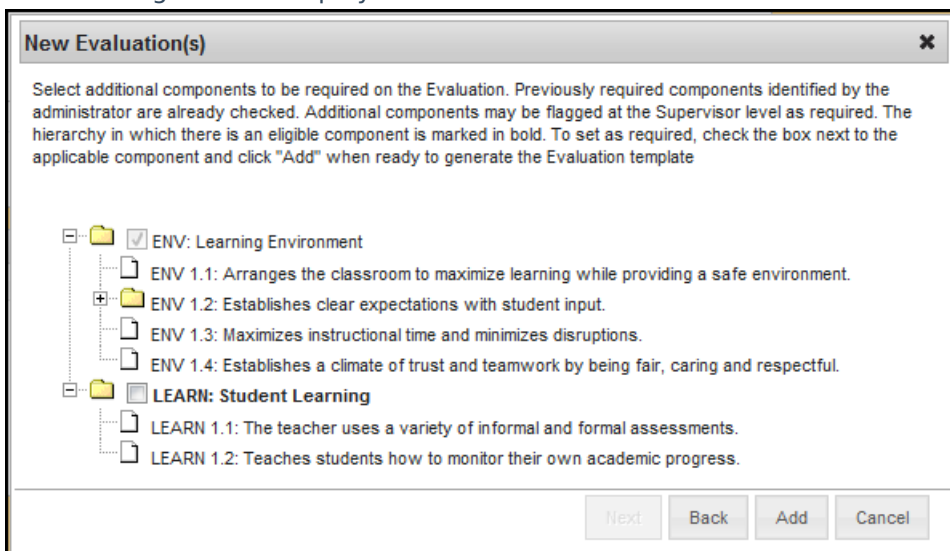 New Evaluation(s)
Select additional components to be required on the Evaluation. Previously required components identified by the
administrator are already checked. Additional components may be flagged at the Supervisor level as required. The
hierarchy in which there is an eligible component is marked in bold. To set as required, check the box next to the
applicable component and click "Add" when ready to generate the Evaluation template
ENV: Learning Environment
ENV 1.1: Arranges the classroom to maximize learning while providing a safe environment.
ENV 1.2: Establishes clear expectations with student input.
ENV 1.3: Maximizes instructional time and minimizes disruptions.
ENV 1.4: Establishes a climate of trust and teamwork by being fair, caring and respectful.
LEARN: Student Learning
LEARN 1.1: The teacher uses a variety of informal and formal assessments.
LEARN 1.2: Teaches students how to monitor their own academic progress.
Next Back Add Cancel